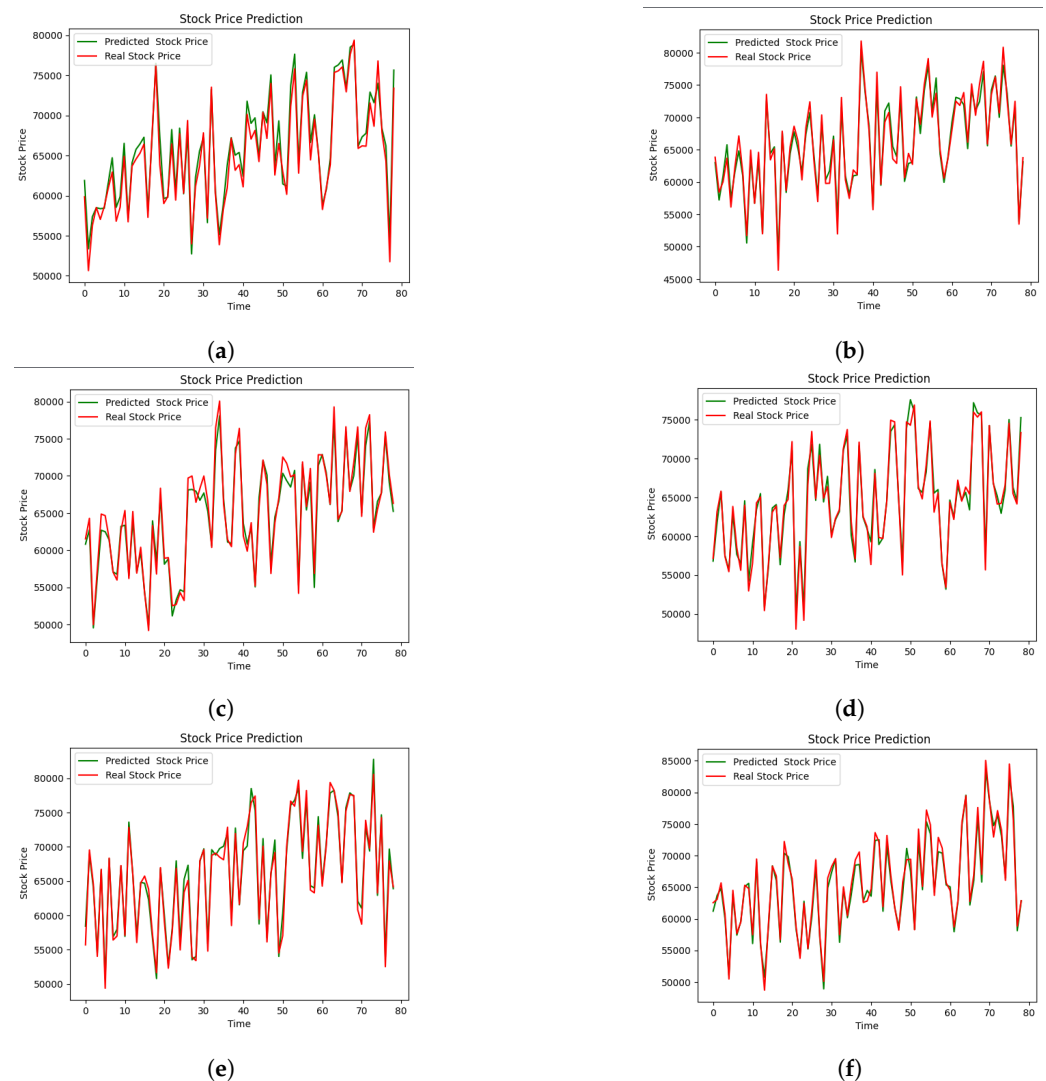 Stock Price Prediction
Predicted  Stock Price
Real Stock Price
80000
75000
70000
65000
60000
55000
50000
Stock Price
0 10 20 30 40 50 60 70 80
Time
(a)
Stock Price Prediction
Predicted  Stock Price
Real Stock Price
80000
75000
70000
65000
60000
55000
50000
45000
Stock Price
0 10 20 30 40 50 60 70 80
Time
(b)
Stock Price Prediction
Predicted  Stock Price
Real Stock Price
80000
75000
70000
65000
60000
55000
50000
Stock Price
0 10 20 30 40 50 60 70 80
Time
(c)
Stock Price Prediction
Predicted  Stock Price
Real Stock Price
75000
70000
65000
60000
55000
50000
Stock Price
0 10 20 30 40 50 60 70 80
Time
(d)
Stock Price Prediction
Predicted  Stock Price
Real Stock Price
80000
75000
70000
65000
60000
55000
50000
Stock Price
0 10 20 30 40 50 60 70 80
Time
(e)
Stock Price Prediction
Predicted  Stock Price
Real Stock Price
85000
80000
75000
70000
65000
60000
55000
50000
Stock Price
0 10 20 30 40 50 60 70 80
Time
(f)